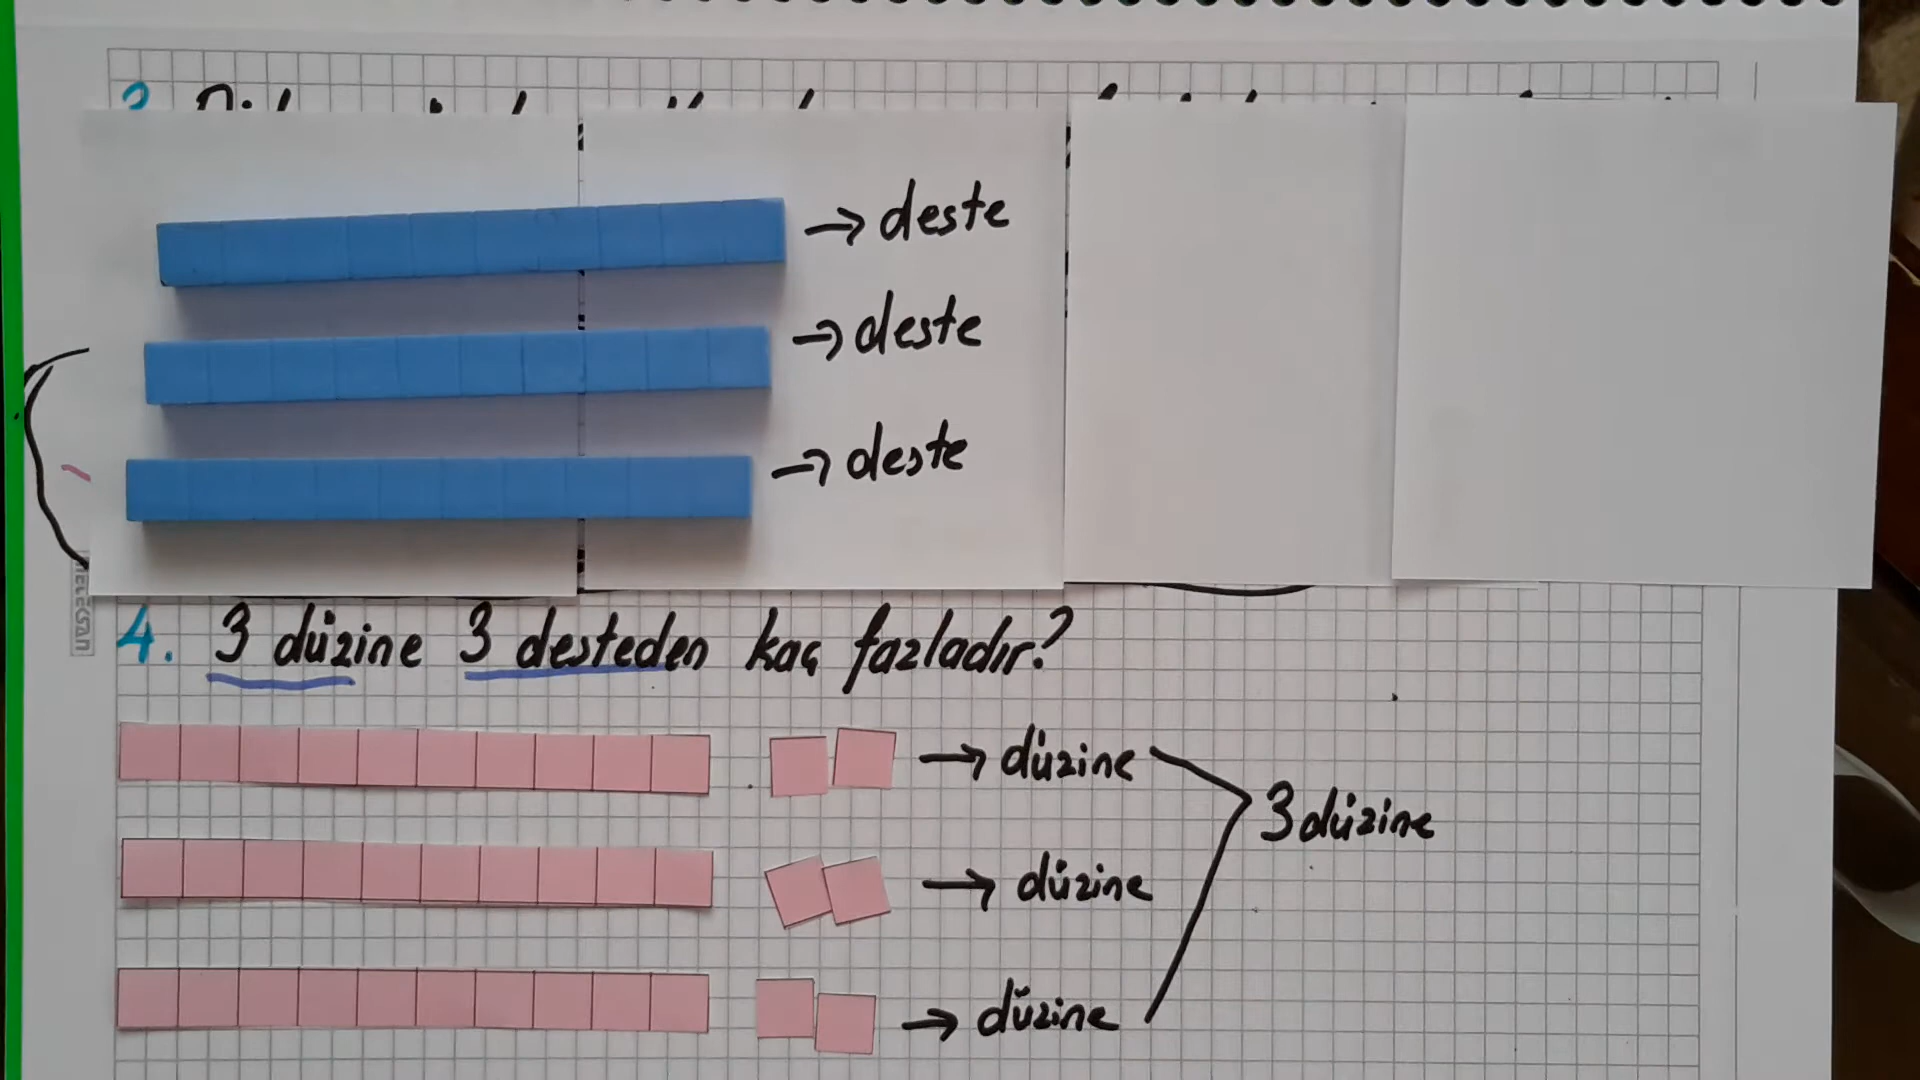 → deste
→ deste
→ deste
4. 3 düzine 3 desteden kaç fazladır?
→ düzine
3 düzine
→ düzine
→ düzine